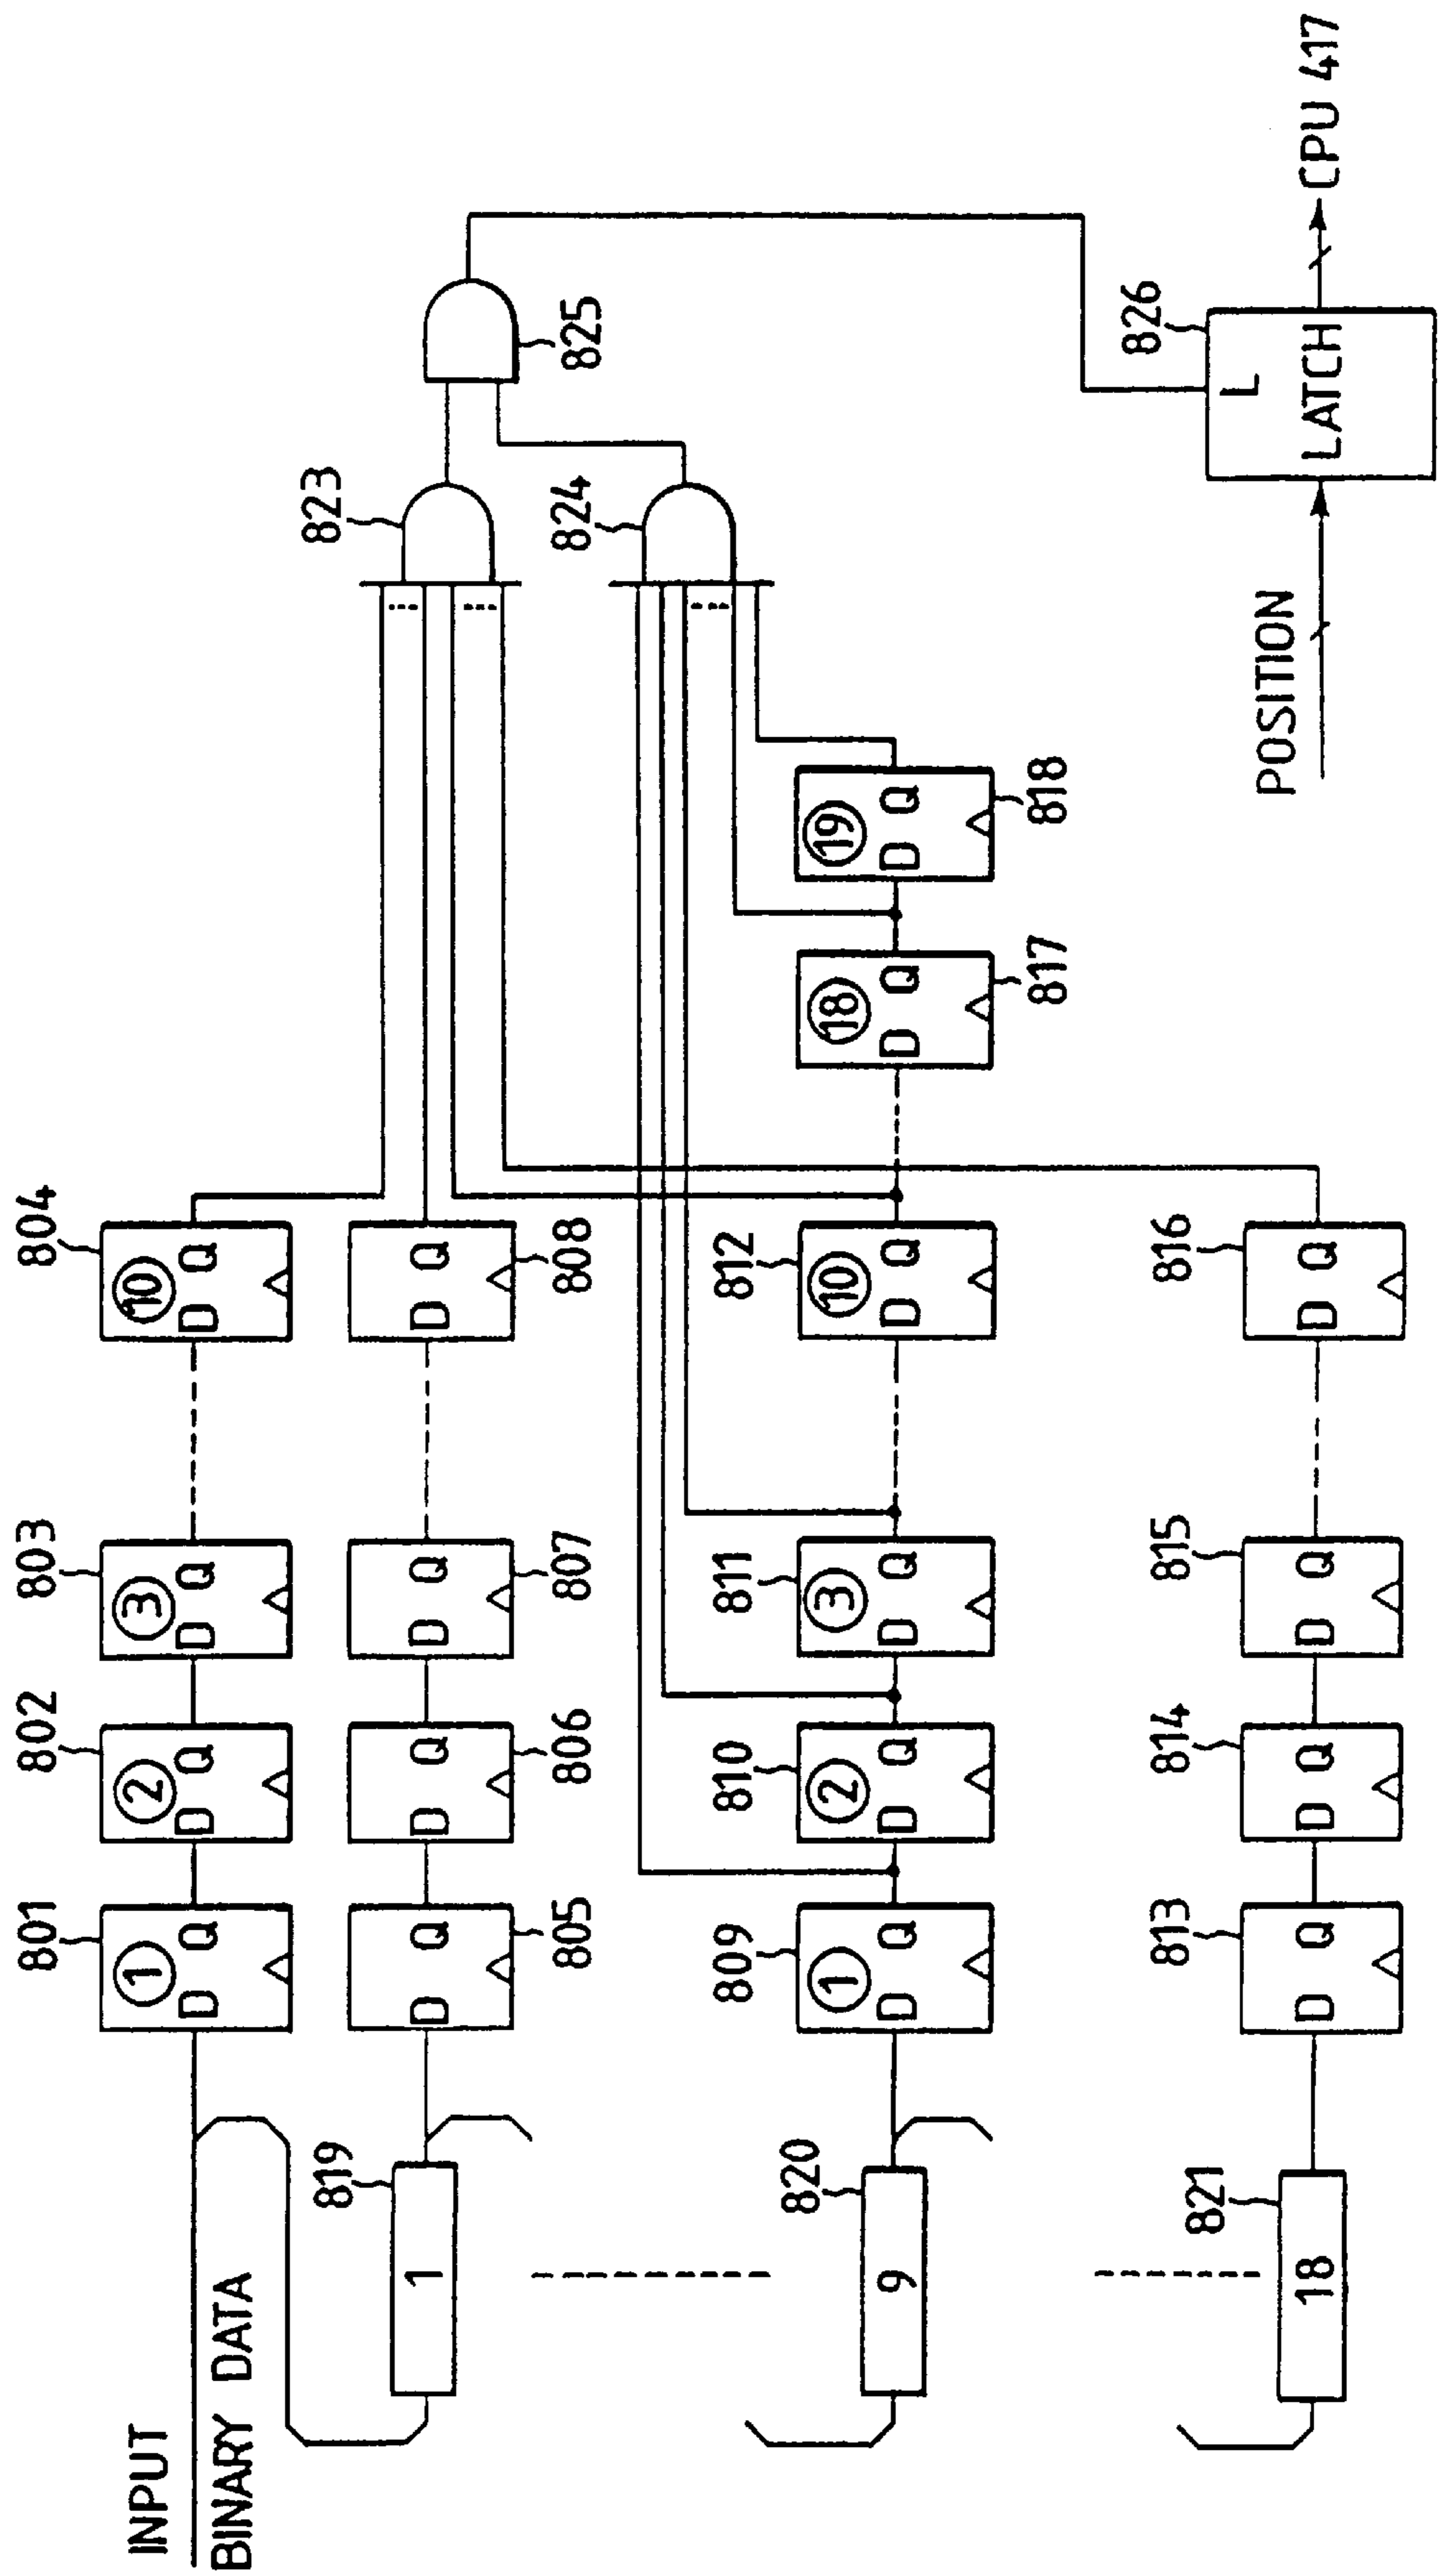 INPUT
BINARY DATA
801
802
803
804
① D Q
② D Q
③ D Q
⑩ D Q
819
1
D Q
D Q
D Q
D Q
805
806
807
808
823
825
824
820
9
809
810
811
812
① D Q
② D Q
③ D Q
⑩ D Q
⑱ D Q
⑲ D Q
817
818
821
18
813
814
815
816
D Q
D Q
D Q
D Q
POSITION
826
L
LATCH
CPU 417